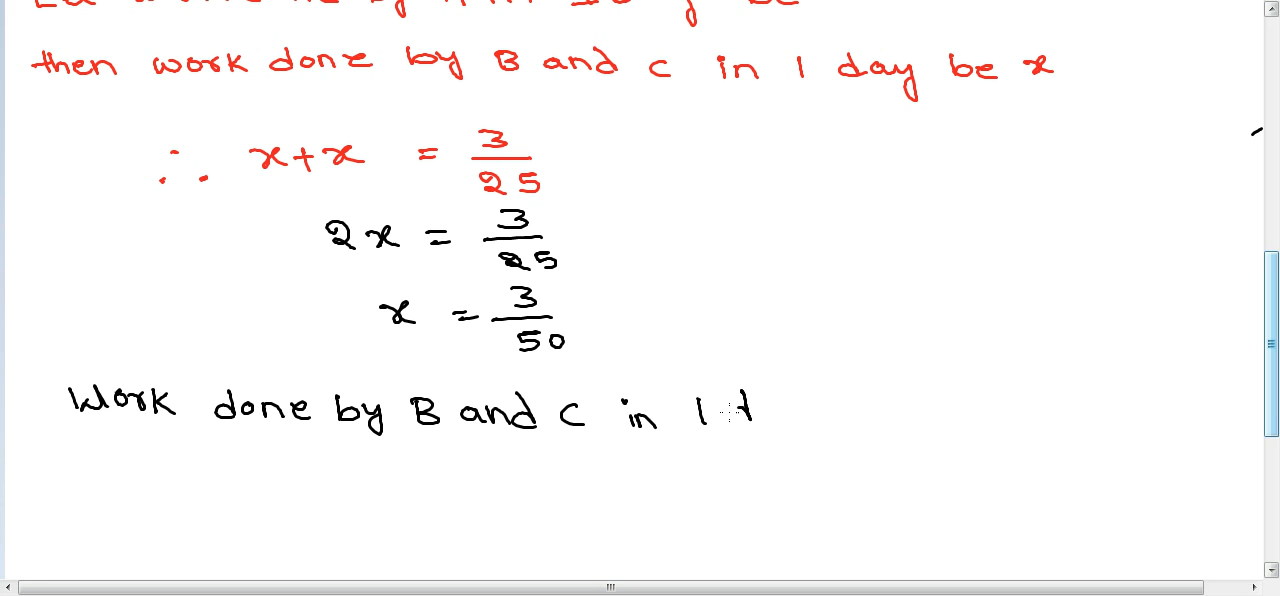 then work done by B and C in 1 day be x
∴ x+x = 3/25
2x = 3/25
x = 3/50
Work done by B and C in 1 d